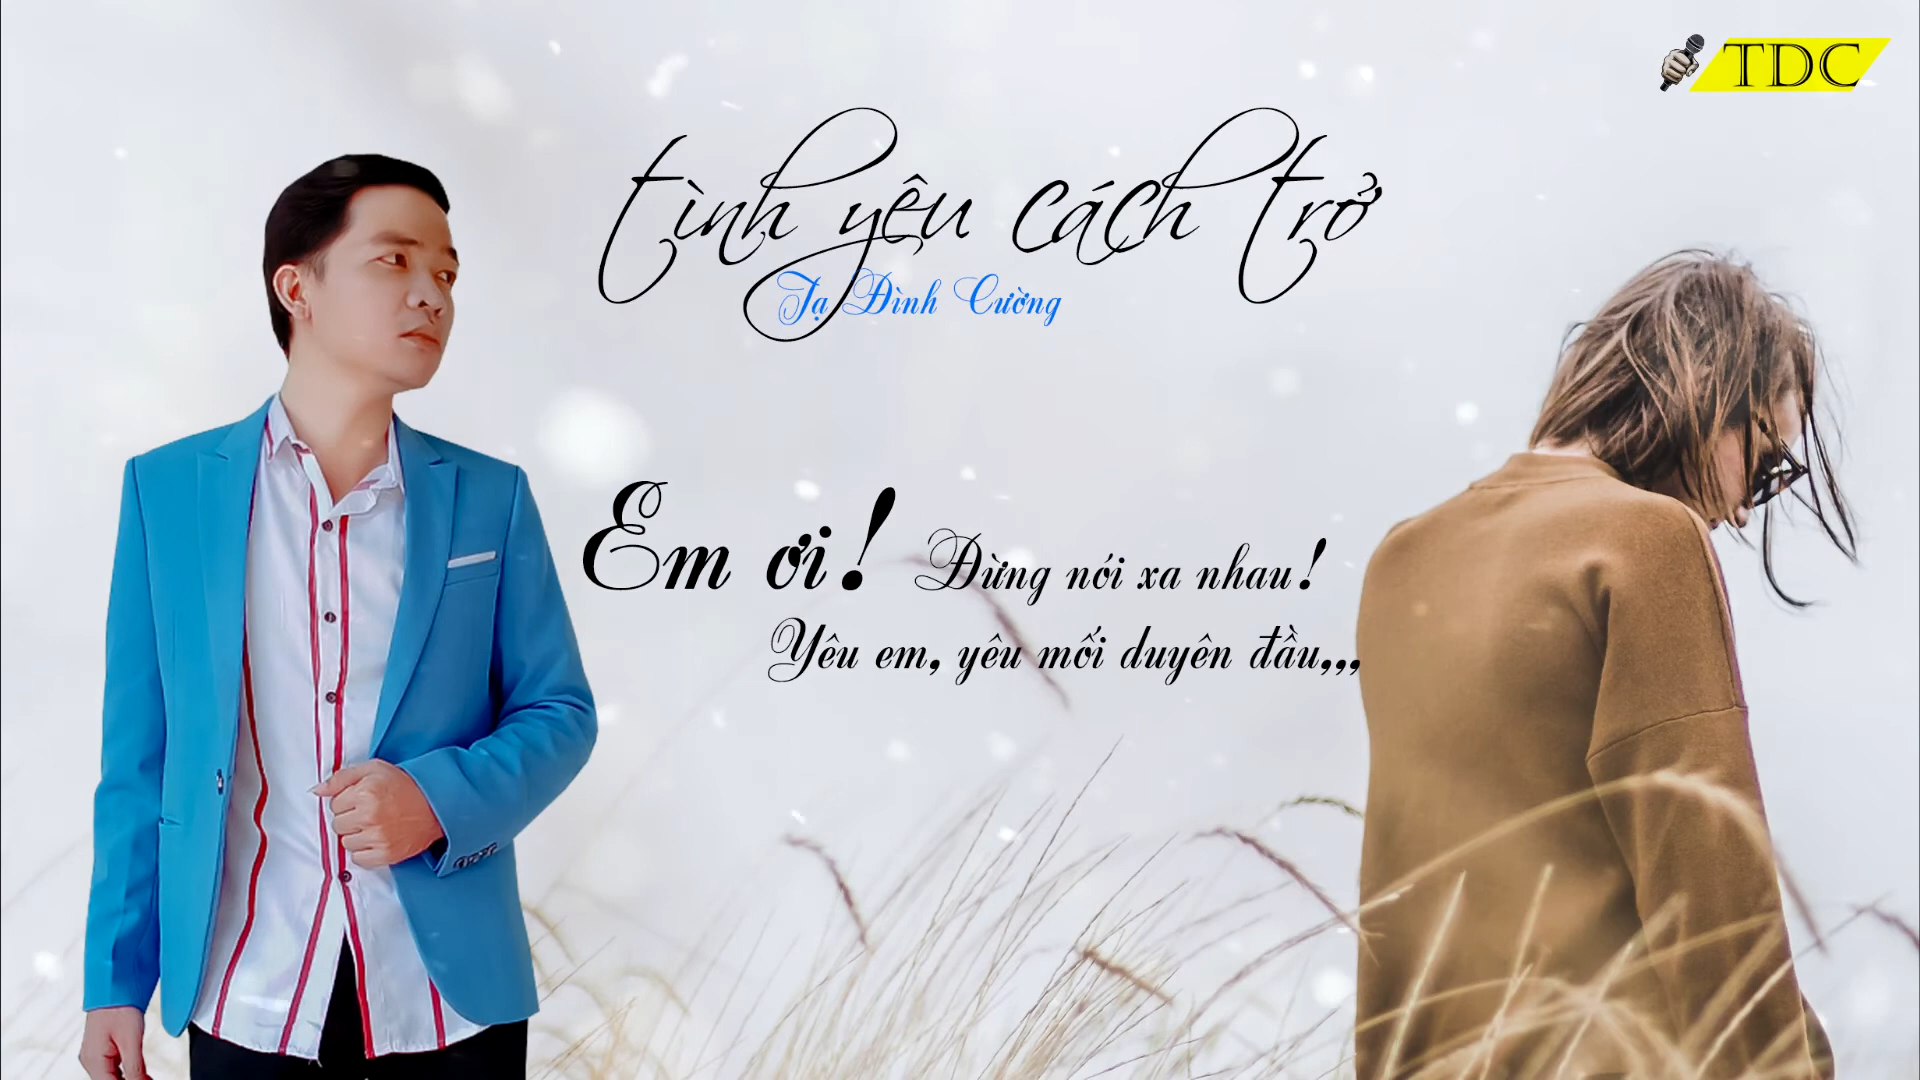 TDC
tình yêu cách trở
Tạ Đình Cường
Em ơi! Đừng nói xa nhau!
Yêu em, yêu mối duyên đầu,,,